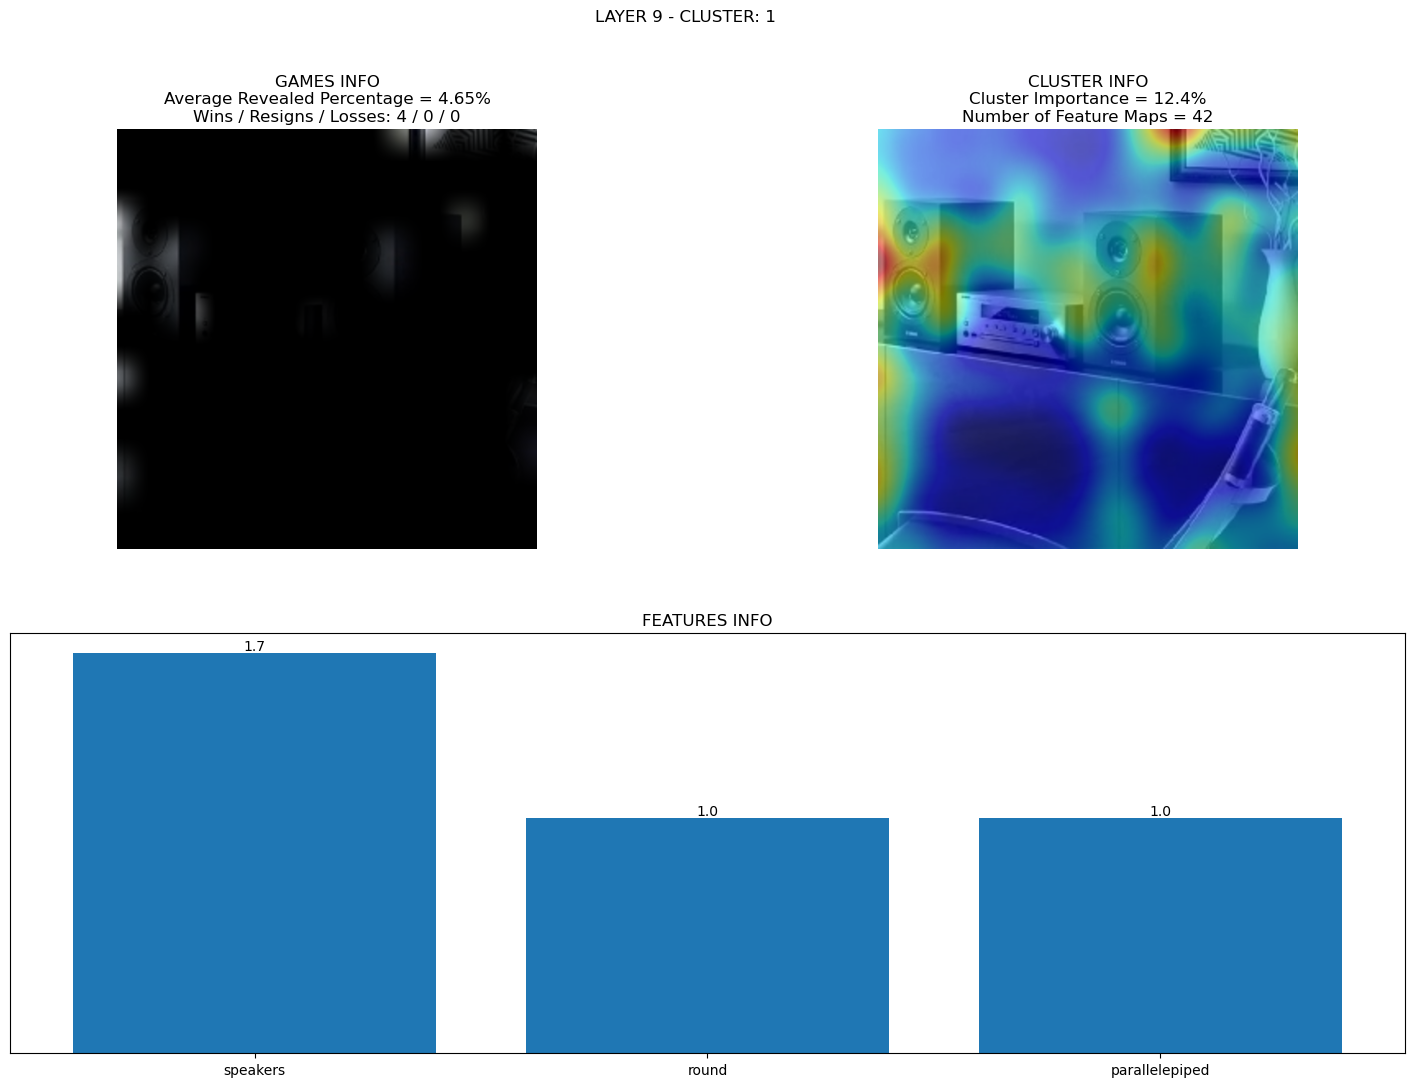 LAYER 9 - CLUSTER: 1
GAMES INFO
Average Revealed Percentage = 4.65%
Wins / Resigns / Losses: 4 / 0 / 0
CLUSTER INFO
Cluster Importance = 12.4%
Number of Feature Maps = 42
FEATURES INFO
1.7
1.0
1.0
speakers
round
parallelepiped